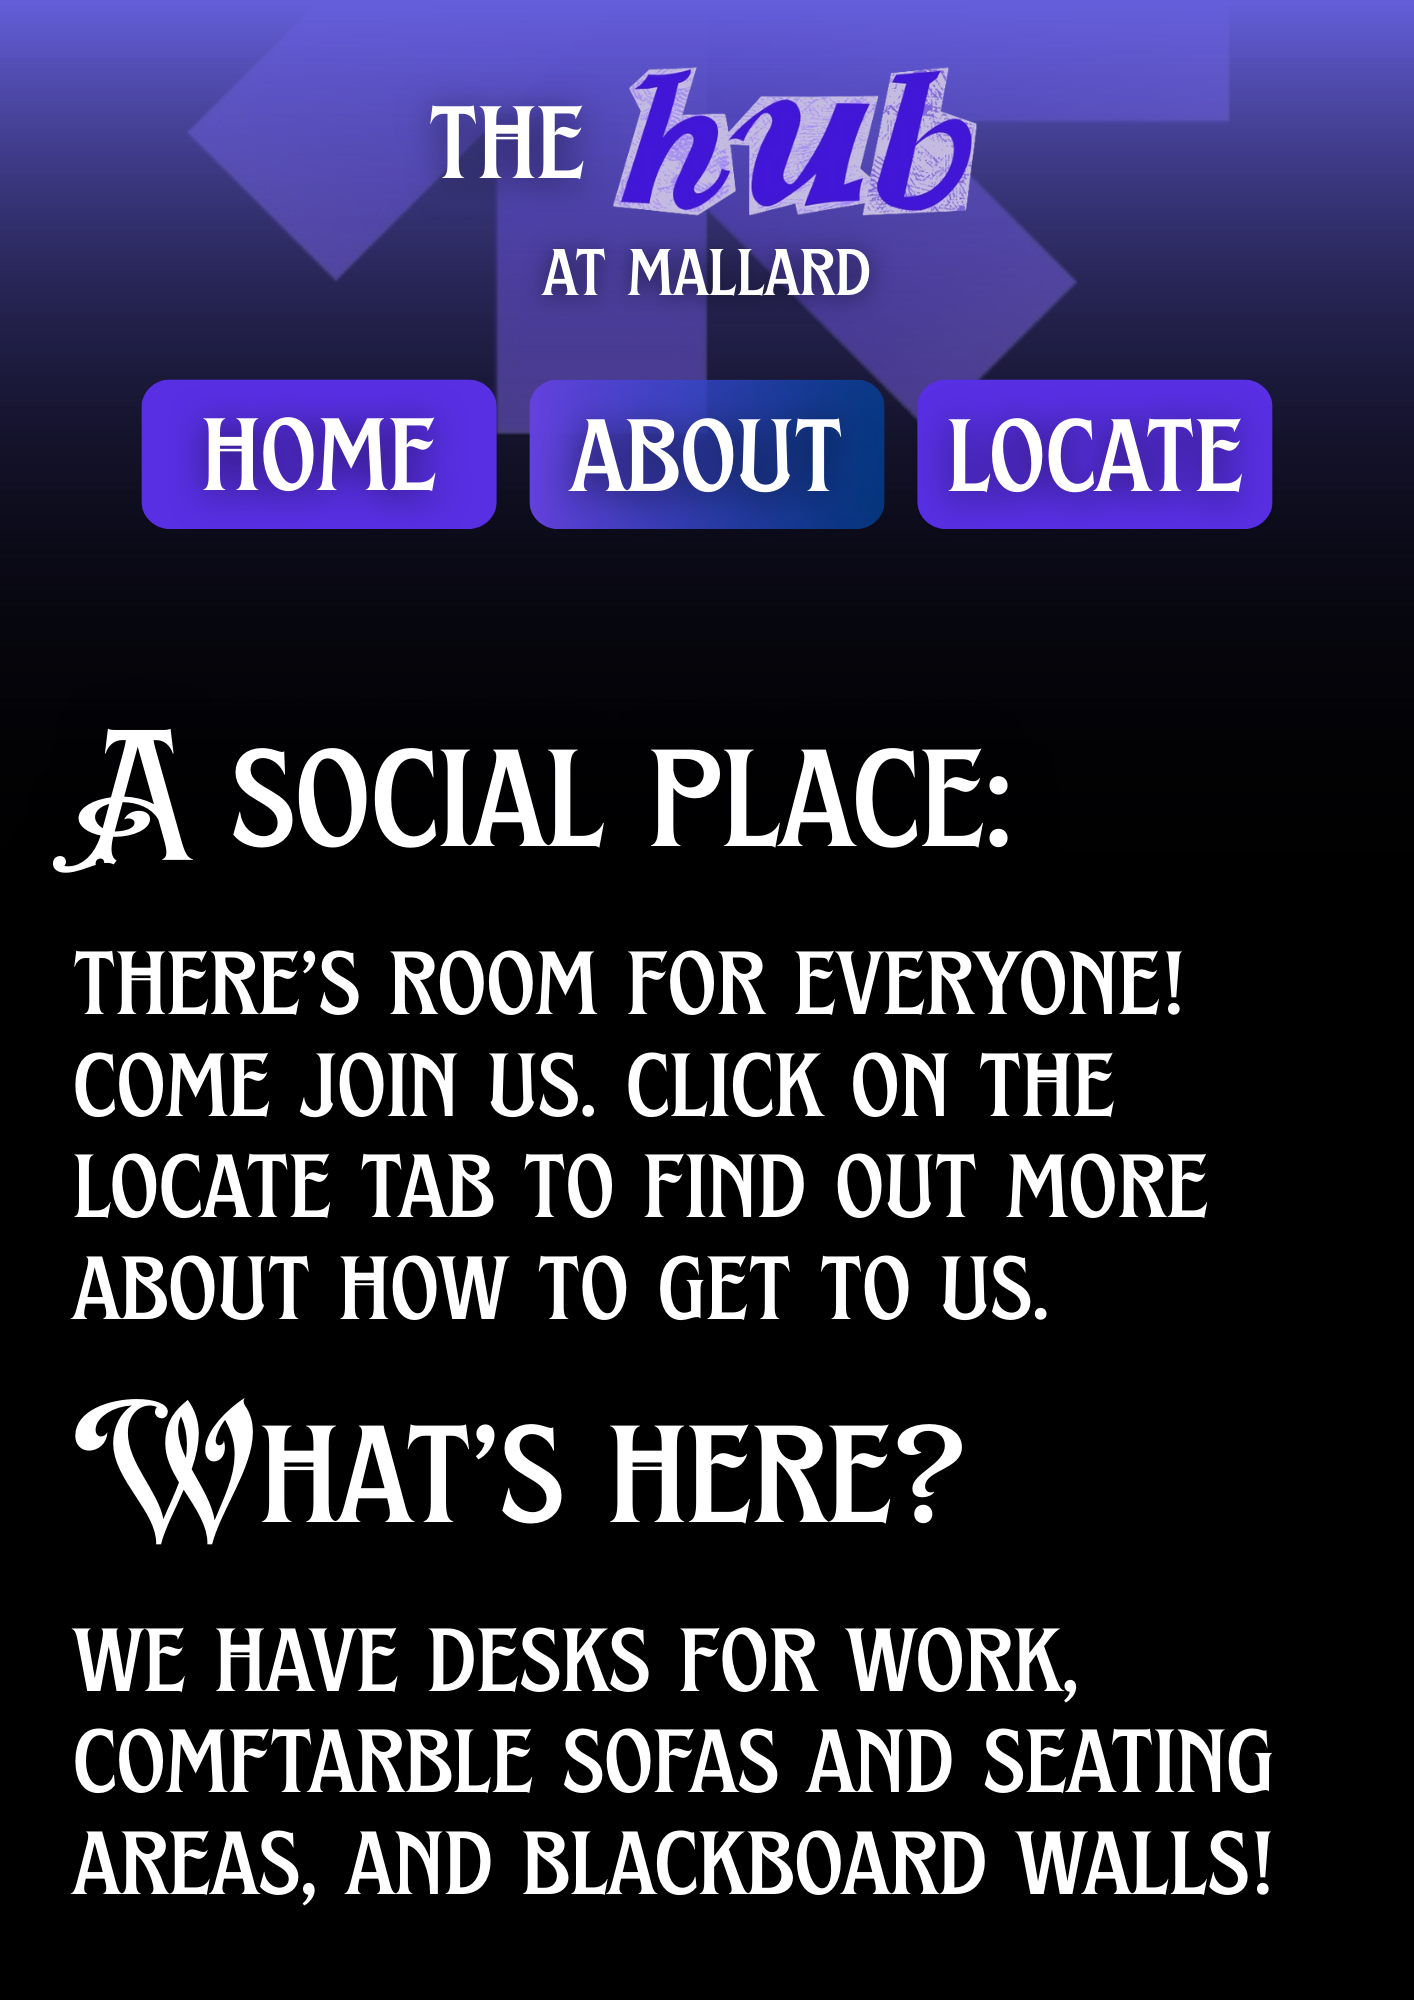 THE hub
AT MALLARD
HOME ABOUT LOCATE
A SOCIAL PLACE:
THERE'S ROOM FOR EVERYONE!
COME JOIN US. CLICK ON THE
LOCATE TAB TO FIND OUT MORE
ABOUT HOW TO GET TO US.
WHAT'S HERE?
WE HAVE DESKS FOR WORK,
COMFTARBLE SOFAS AND SEATING
AREAS, AND BLACKBOARD WALLS!